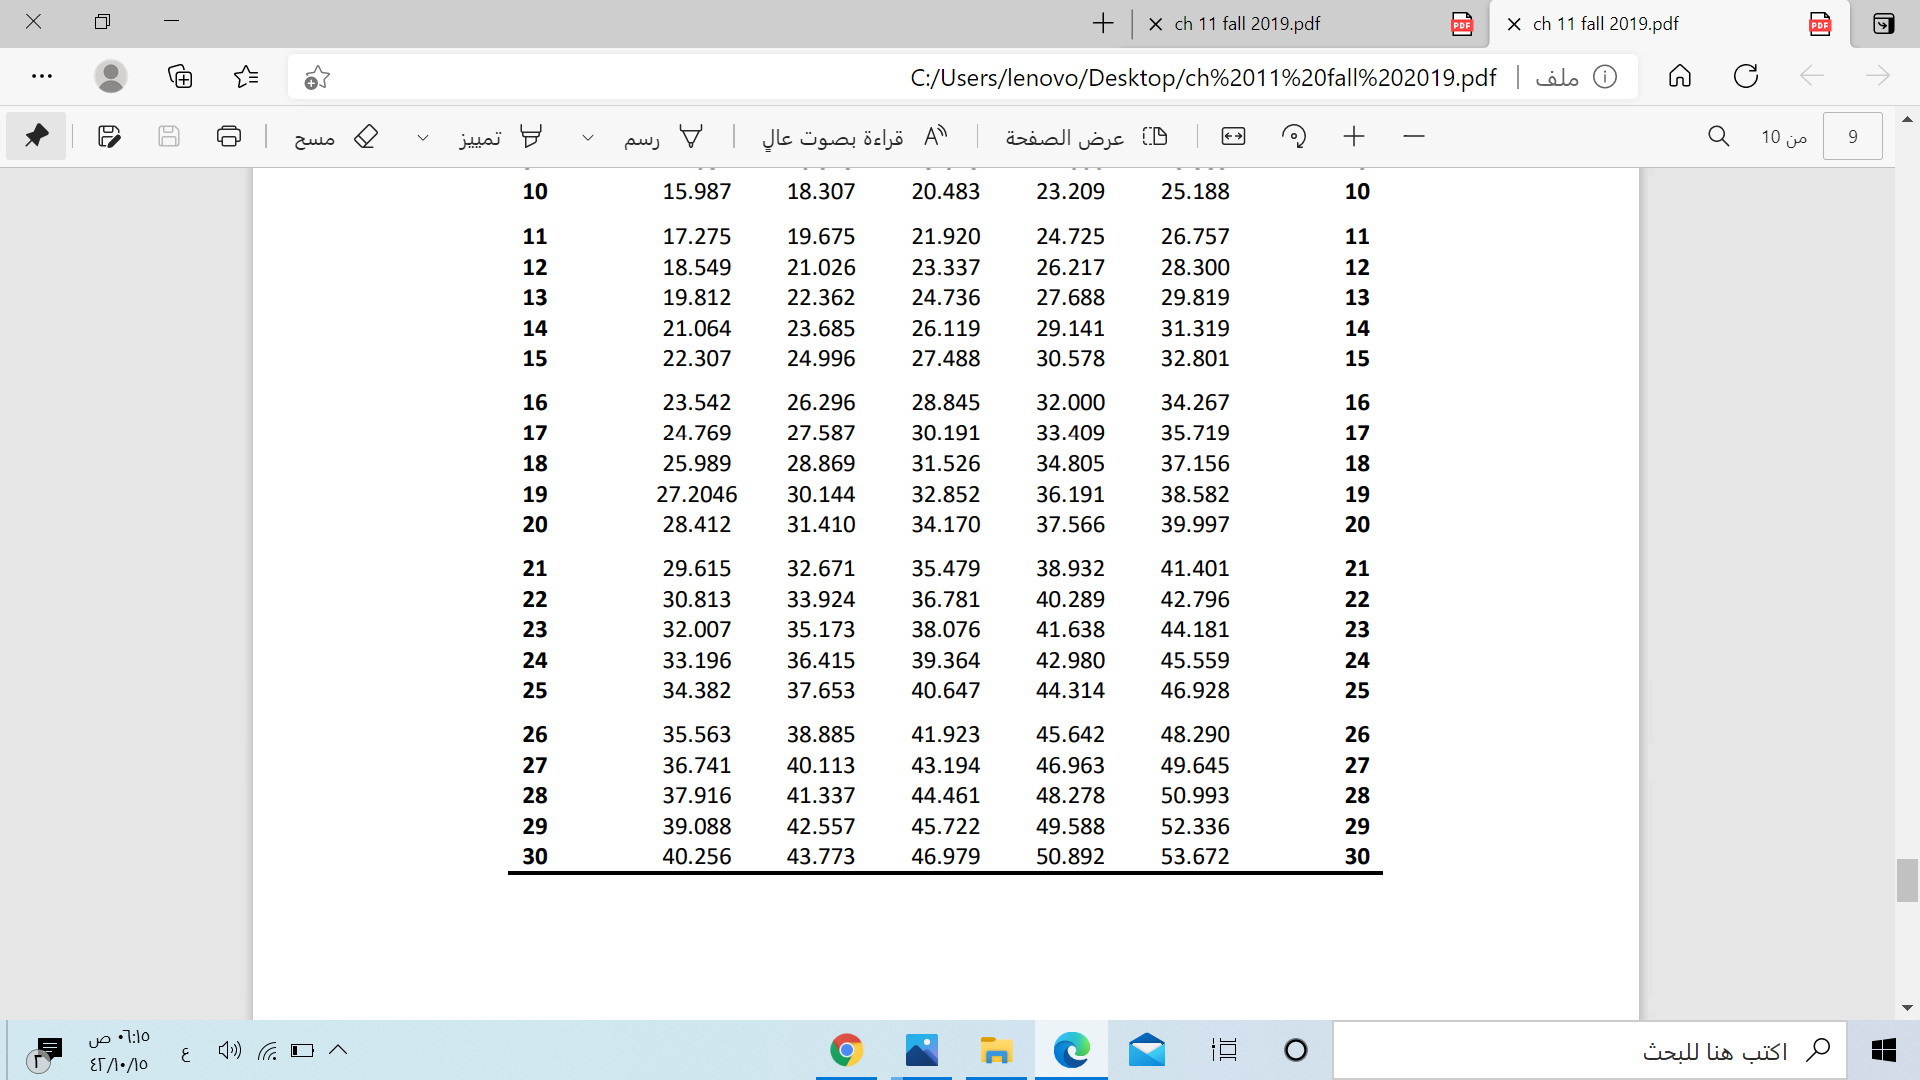 ch 11 fall 2019.pdf
ch 11 fall 2019.pdf
C:/Users/lenovo/Desktop/ch%2011%20fall%202019.pdf | ملف
مسح
تمييز
رسم
قراءة بصوت عالٍ
عرض الصفحة
من 10
9
10 15.987 18.307 20.483 23.209 25.188 10
11 17.275 19.675 21.920 24.725 26.757 11
12 18.549 21.026 23.337 26.217 28.300 12
13 19.812 22.362 24.736 27.688 29.819 13
14 21.064 23.685 26.119 29.141 31.319 14
15 22.307 24.996 27.488 30.578 32.801 15
16 23.542 26.296 28.845 32.000 34.267 16
17 24.769 27.587 30.191 33.409 35.719 17
18 25.989 28.869 31.526 34.805 37.156 18
19 27.2046 30.144 32.852 36.191 38.582 19
20 28.412 31.410 34.170 37.566 39.997 20
21 29.615 32.671 35.479 38.932 41.401 21
22 30.813 33.924 36.781 40.289 42.796 22
23 32.007 35.173 38.076 41.638 44.181 23
24 33.196 36.415 39.364 42.980 45.559 24
25 34.382 37.653 40.647 44.314 46.928 25
26 35.563 38.885 41.923 45.642 48.290 26
27 36.741 40.113 43.194 46.963 49.645 27
28 37.916 41.337 44.461 48.278 50.993 28
29 39.088 42.557 45.722 49.588 52.336 29
30 40.256 43.773 46.979 50.892 53.672 30
٠٦:١٥ ص
٤٢/١٠/١٥
٢
ع
اكتب هنا للبحث